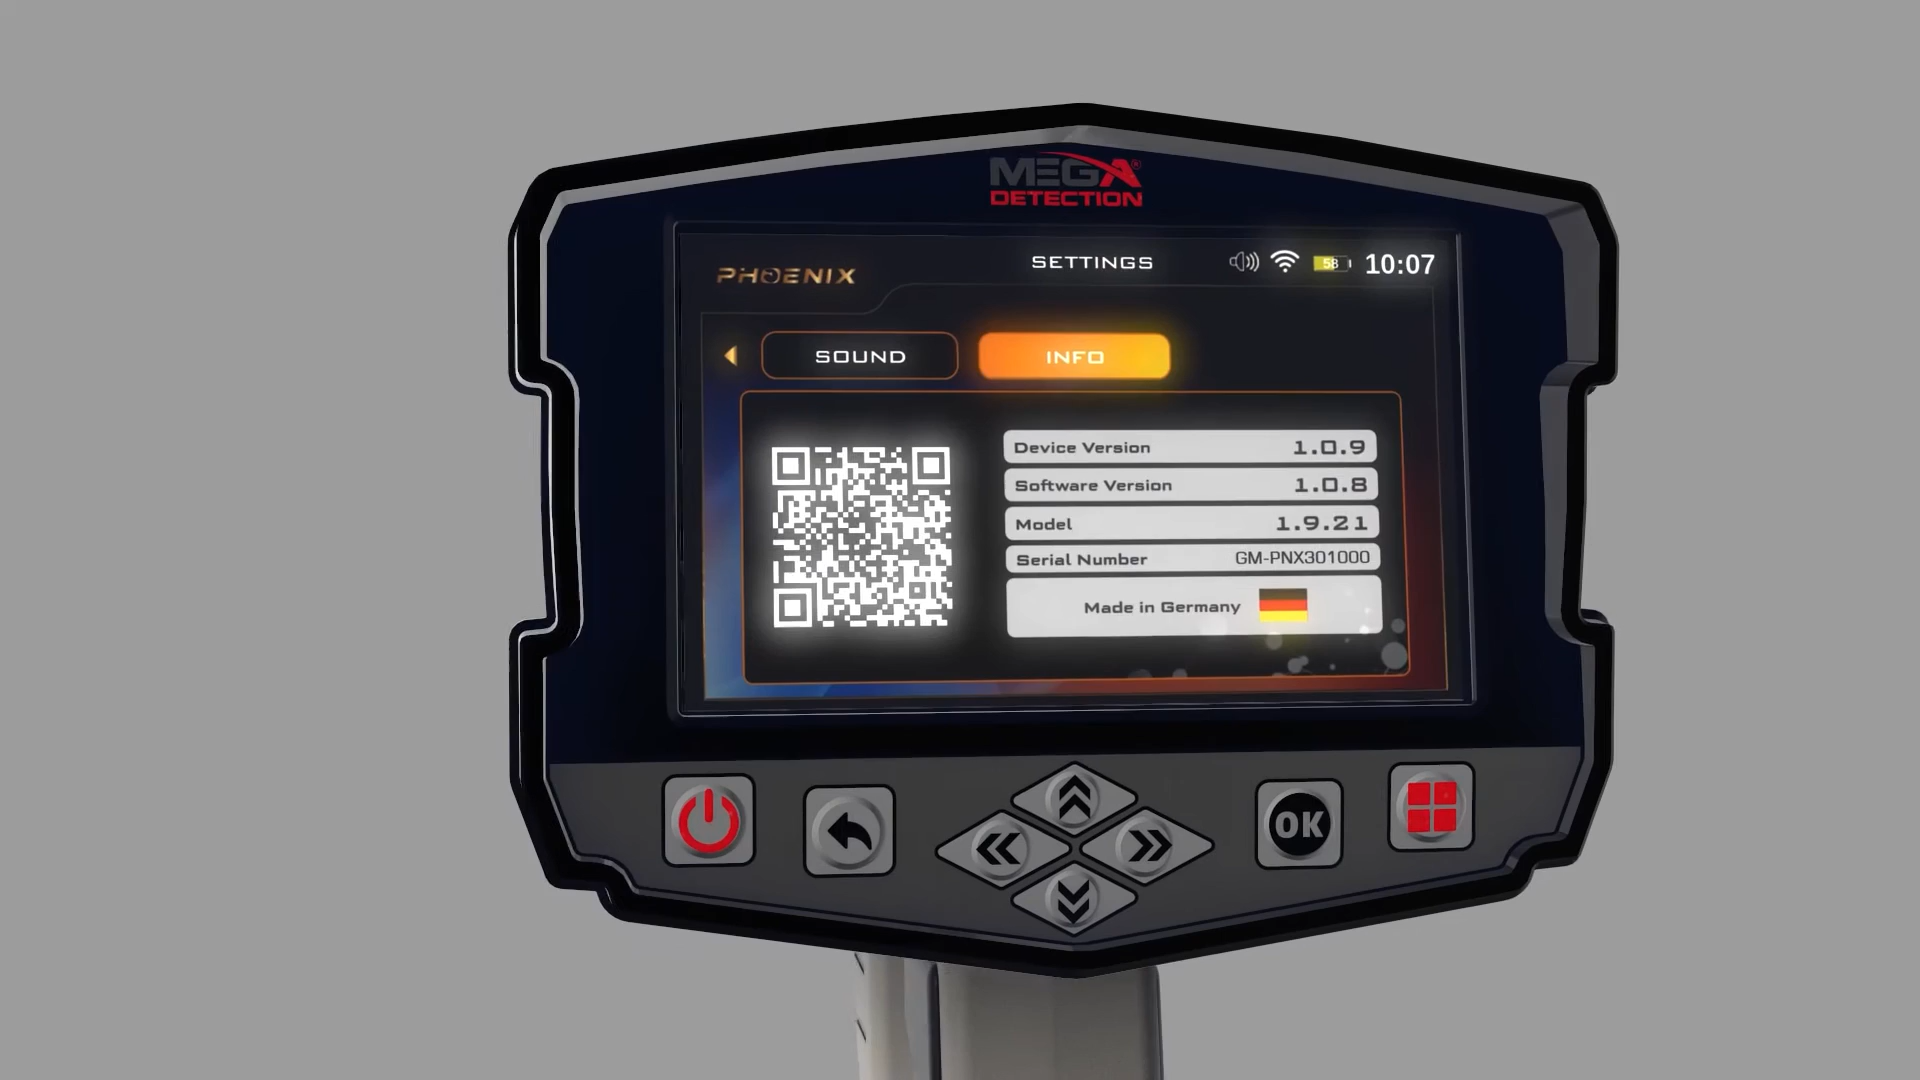 MEGA®
DETECTION
PHOENIX
SETTINGS
58
10:07
SOUND
INFO
Device Version 1.0.9
Software Version 1.0.8
Model 1.9.21
Serial Number GM-PNX301000
Made in Germany
OK